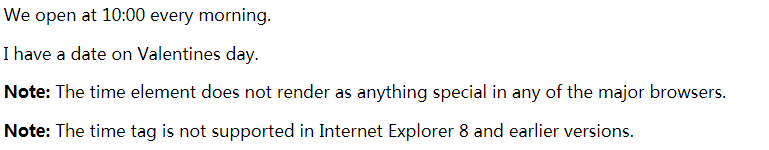 We open at 10:00 every morning.
I have a date on Valentines day.
Note: The time element does not render as anything special in any of the major browsers.
Note: The time tag is not supported in Internet Explorer 8 and earlier versions.